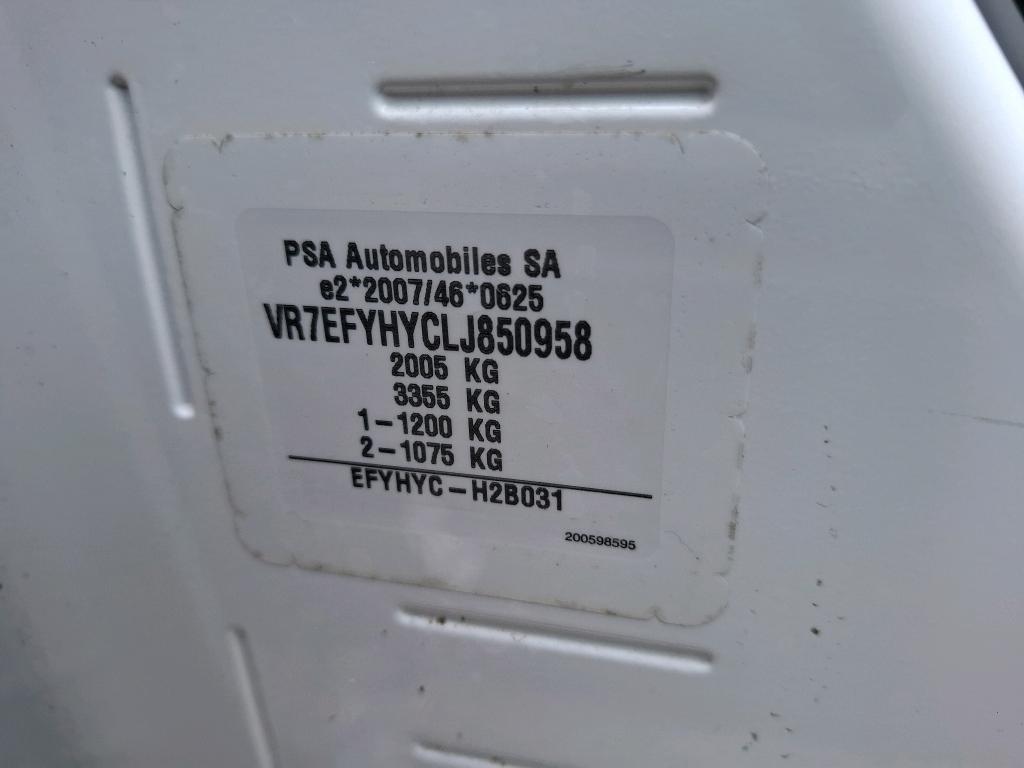 PSA Automobiles SA
e2*2007/46*0625
VR7EFYHYCLJ850958
2005 KG
3355 KG
1-1200 KG
2-1075 KG
EFYHYC-H2B031
200598595